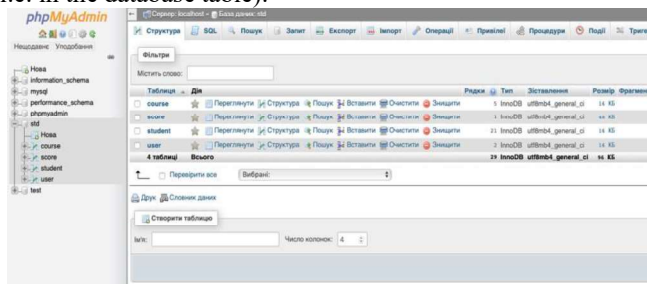 i.e. in the database table).
phpMyAdmin
Сервер: localhost » База даних: std
Структура SQL Пошук Запит Експорт Імпорт Операції Привілеї Процедури Події Триге
Нещодавнє Улюблені
Нова
information_schema
mysql
performance_schema
phpmyadmin
std
Нова
course
score
student
user
test
Фільтри
Містить слово:
Таблиця Дія Рядки Тип Зіставлення Розмір Фрагмен
course Переглянути Структура Пошук Вставити Очистити Знищити 5 InnoDB utf8mb4_general_ci 16 КБ
score Переглянути Структура Пошук Вставити Очистити Знищити 1 InnoDB utf8mb4_general_ci
student Переглянути Структура Пошук Вставити Очистити Знищити 21 InnoDB utf8mb4_general_ci 16 КБ
user Переглянути Структура Пошук Вставити Очистити Знищити 2 InnoDB utf8mb4_general_ci 16 КБ
4 таблиці Всього 29 InnoDB utf8mb4_general_ci 96 КБ
Перевірити все Вибрані:
Друк Словник даних
Створити таблицю
Ім'я: Число колонок: 4